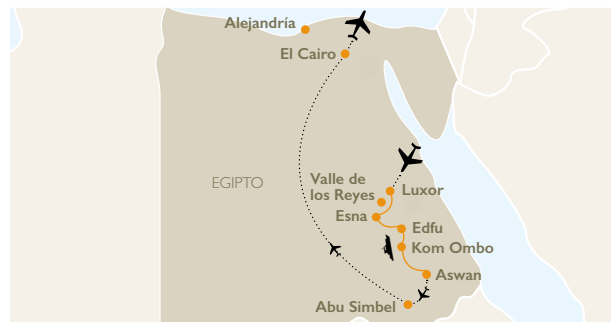 Alejandría
El Cairo
EGIPTO
Valle de
los Reyes
Luxor
Esna
Edfu
Kom Ombo
Aswan
Abu Simbel